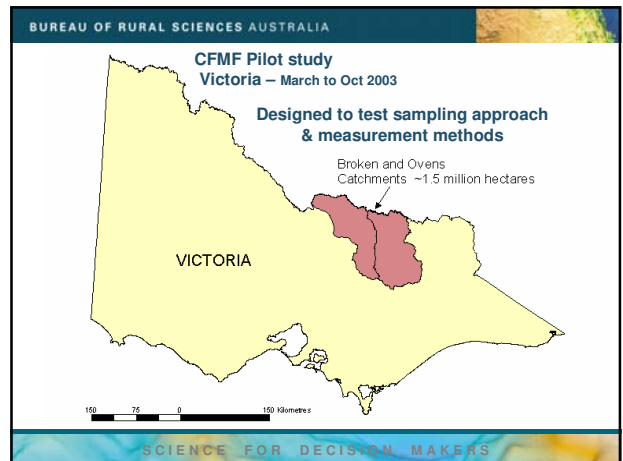 BUREAU OF RURAL SCIENCES AUSTRALIA
CFMF Pilot study
Victoria – March to Oct 2003
Designed to test sampling approach
& measurement methods
Broken and Ovens
Catchments ~1.5 million hectares
VICTORIA
150 75 0 150 Kilometres
SCIENCE FOR DECISION MAKERS